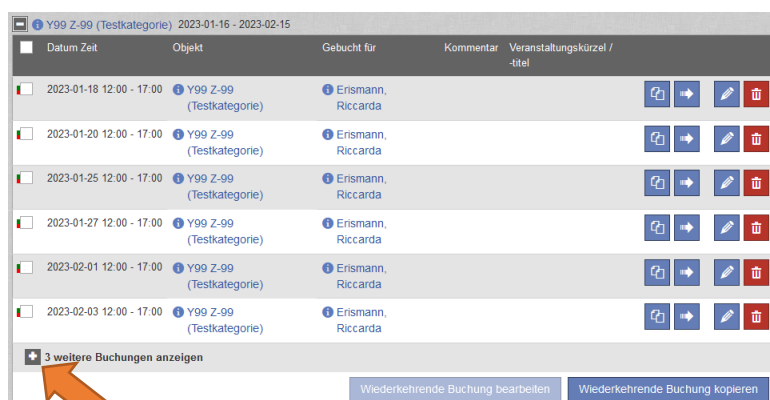 Y99 Z-99 (Testkategorie) 2023-01-16 - 2023-02-15
Datum Zeit Objekt Gebucht für Kommentar Veranstaltungskürzel /
-titel
2023-01-18 12:00 - 17:00 Y99 Z-99 Erismann,
(Testkategorie) Riccarda
2023-01-20 12:00 - 17:00 Y99 Z-99 Erismann,
(Testkategorie) Riccarda
2023-01-25 12:00 - 17:00 Y99 Z-99 Erismann,
(Testkategorie) Riccarda
2023-01-27 12:00 - 17:00 Y99 Z-99 Erismann,
(Testkategorie) Riccarda
2023-02-01 12:00 - 17:00 Y99 Z-99 Erismann,
(Testkategorie) Riccarda
2023-02-03 12:00 - 17:00 Y99 Z-99 Erismann,
(Testkategorie) Riccarda
3 weitere Buchungen anzeigen
Wiederkehrende Buchung bearbeiten Wiederkehrende Buchung kopieren